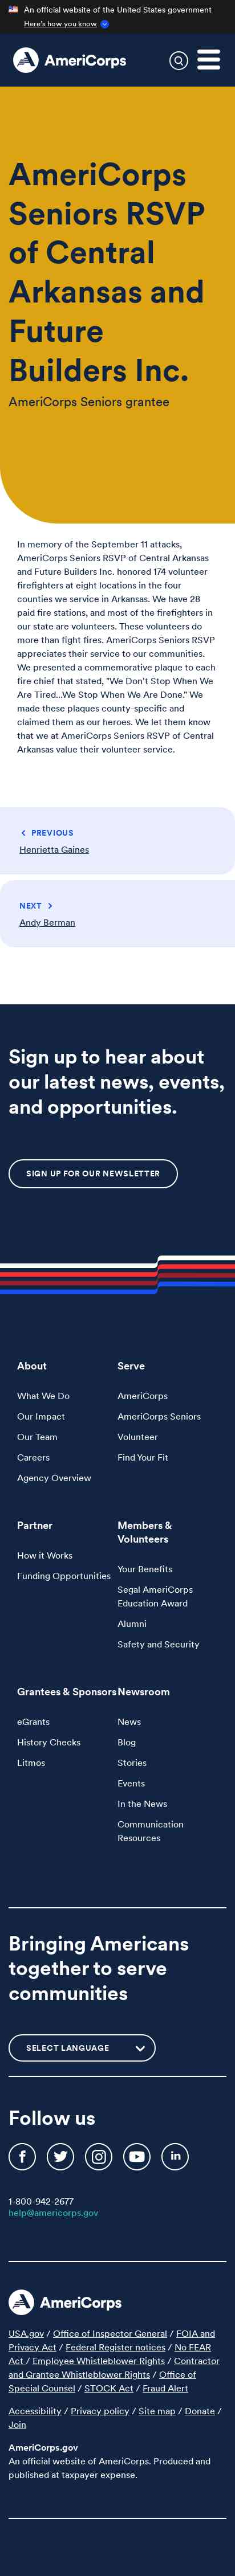 An official website of the United States government
Here's how you know
AmeriCorps
AmeriCorps
Seniors RSVP
of Central
Arkansas and
Future
Builders Inc.
AmeriCorps Seniors grantee
In memory of the September 11 attacks,
AmeriCorps Seniors RSVP of Central Arkansas
and Future Builders Inc. honored 174 volunteer
firefighters at eight locations in the four
counties we service in Arkansas. We have 28
paid fire stations, and most of the firefighters in
our state are volunteers. These volunteers do
more than fight fires. AmeriCorps Seniors RSVP
appreciates their service to our communities.
We presented a commemorative plaque to each
fire chief that stated, "We Don't Stop When We
Are Tired...We Stop When We Are Done." We
made these plaques county-specific and
claimed them as our heroes. We let them know
that we at AmeriCorps Seniors RSVP of Central
Arkansas value their volunteer service.
PREVIOUS
Henrietta Gaines
NEXT
Andy Berman
Sign up to hear about
our latest news, events,
and opportunities.
SIGN UP FOR OUR NEWSLETTER
About
What We Do
Our Impact
Our Team
Careers
Agency Overview
Serve
AmeriCorps
AmeriCorps Seniors
Volunteer
Find Your Fit
Partner
How it Works
Funding Opportunities
Members &
Volunteers
Your Benefits
Segal AmeriCorps
Education Award
Alumni
Safety and Security
Grantees & Sponsors
eGrants
History Checks
Litmos
Newsroom
News
Blog
Stories
Events
In the News
Communication
Resources
Bringing Americans
together to serve
communities
SELECT LANGUAGE
Follow us
1-800-942-2677
help@americorps.gov
AmeriCorps
USA.gov / Office of Inspector General / FOIA and
Privacy Act / Federal Register notices / No FEAR
Act / Employee Whistleblower Rights / Contractor
and Grantee Whistleblower Rights / Office of
Special Counsel / STOCK Act / Fraud Alert
Accessibility / Privacy policy / Site map / Donate /
Join
AmeriCorps.gov
An official website of AmeriCorps. Produced and
published at taxpayer expense.